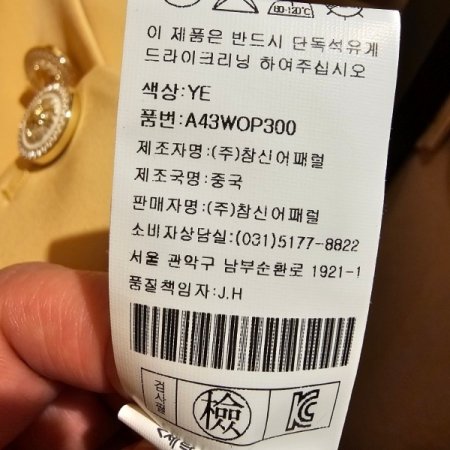 80-120℃
이 제품은 반드시 단독석유계
드라이크리닝 하여주십시오
색상:YE
품번:A43WOP300
제조자명:(주)참신어패럴
제조국명:중국
판매자명:(주)참신어패럴
소비자상담실:(031)5177-8822
서울 관악구 남부순환로 1921-1
품질책임자:J.H
검사필
檢
KC